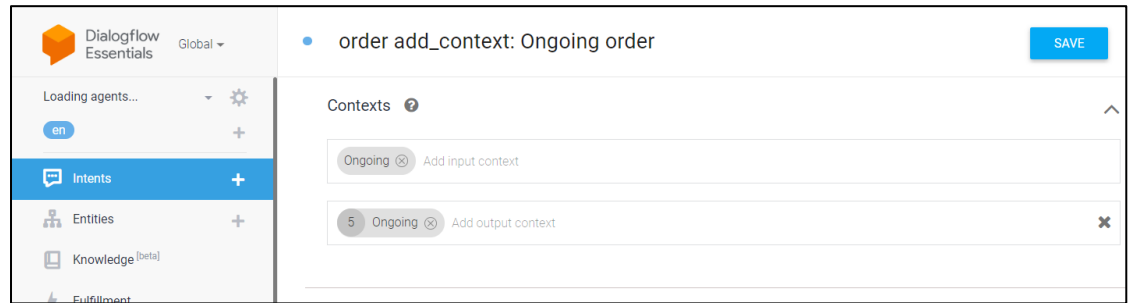 Dialogflow
Essentials
Global
order add_context: Ongoing order
SAVE
Loading agents...
en
Contexts
Ongoing Add input context
Intents
Entities
5 Ongoing Add output context
Knowledge [beta]
Fulfillment